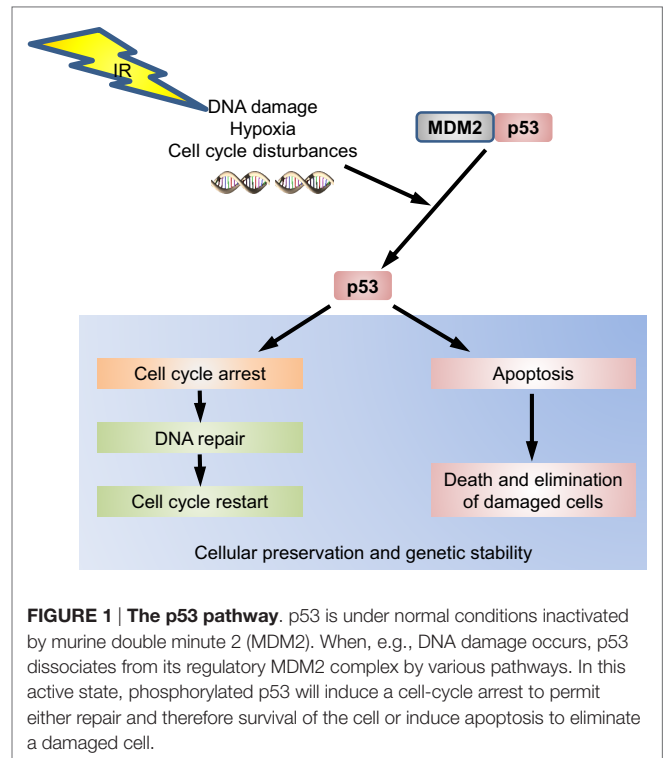 IR
DNA damage
Hypoxia
Cell cycle disturbances
MDM2 p53
p53
Cell cycle arrest
Apoptosis
DNA repair
Cell cycle restart
Death and elimination
of damaged cells
Cellular preservation and genetic stability
FIGURE 1 | The p53 pathway. p53 is under normal conditions inactivated
by murine double minute 2 (MDM2). When, e.g., DNA damage occurs, p53
dissociates from its regulatory MDM2 complex by various pathways. In this
active state, phosphorylated p53 will induce a cell-cycle arrest to permit
either repair and therefore survival of the cell or induce apoptosis to eliminate
a damaged cell.